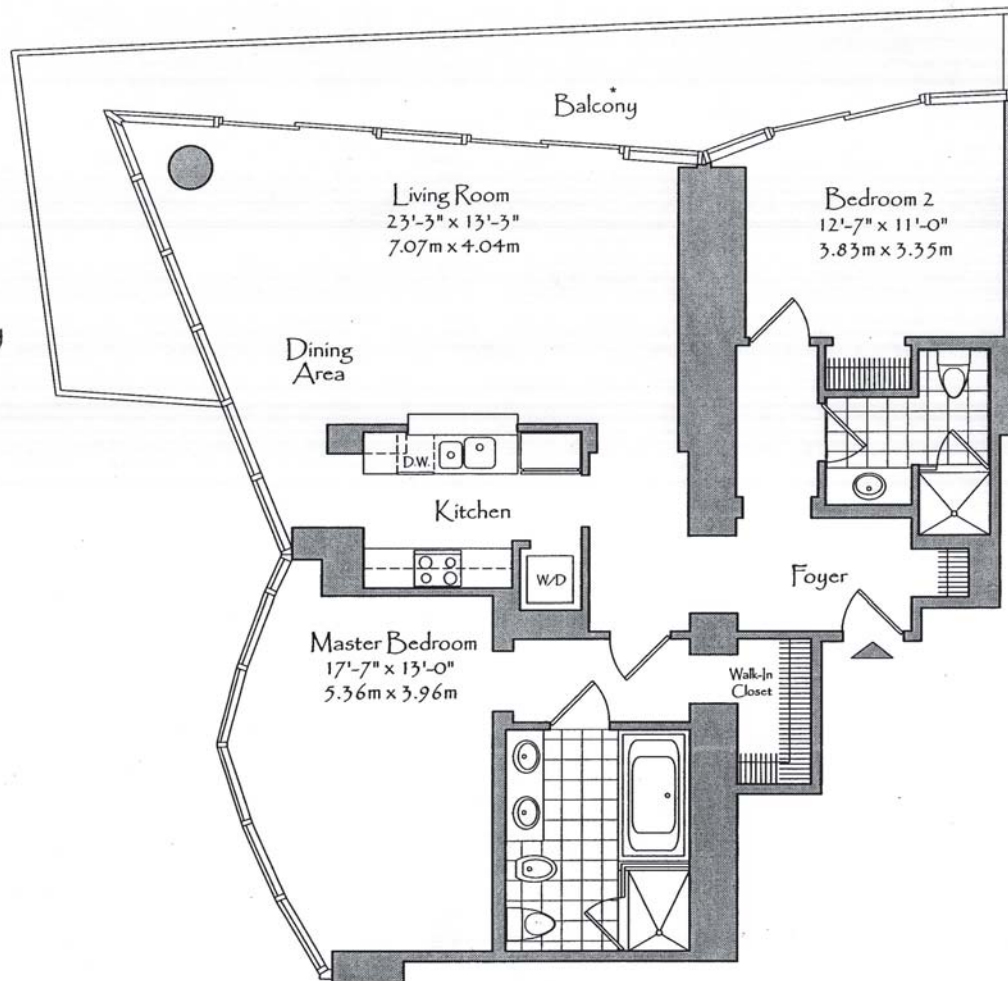 Balcony*
Living Room
23'-3" x 13'-3"
7.07m x 4.04m
Bedroom 2
12'-7" x 11'-0"
3.83m x 3.35m
Dining
Area
D.W.
Kitchen
W/D
Foyer
Master Bedroom
17'-7" x 13'-0"
5.36m x 3.96m
Walk-In
Closet